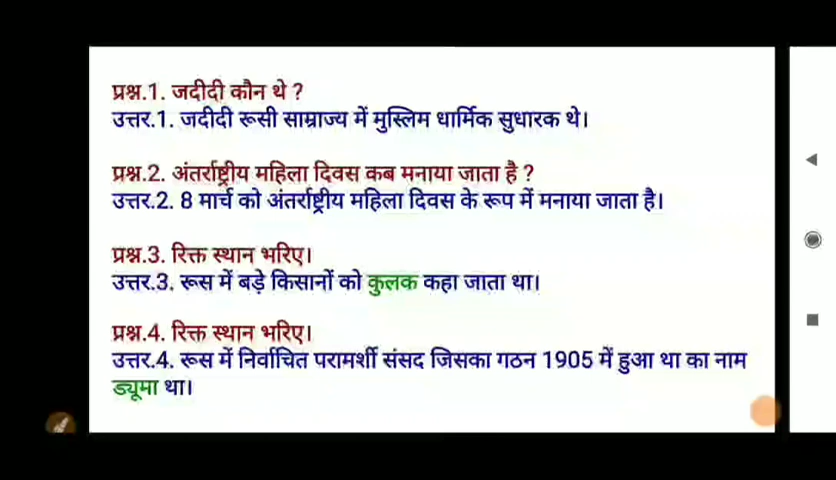 प्रश्न.1. जदीदी कौन थे ?
उत्तर.1. जदीदी रूसी साम्राज्य में मुस्लिम धार्मिक सुधारक थे।
प्रश्न.2. अंतर्राष्ट्रीय महिला दिवस कब मनाया जाता है ?
उत्तर.2. 8 मार्च को अंतर्राष्ट्रीय महिला दिवस के रूप में मनाया जाता है।
प्रश्न.3. रिक्त स्थान भरिए।
उत्तर.3. रूस में बड़े किसानों को कुलक कहा जाता था।
प्रश्न.4. रिक्त स्थान भरिए।
उत्तर.4. रूस में निर्वाचित परामर्शी संसद जिसका गठन 1905 में हुआ था का नाम
ड्यूमा था।